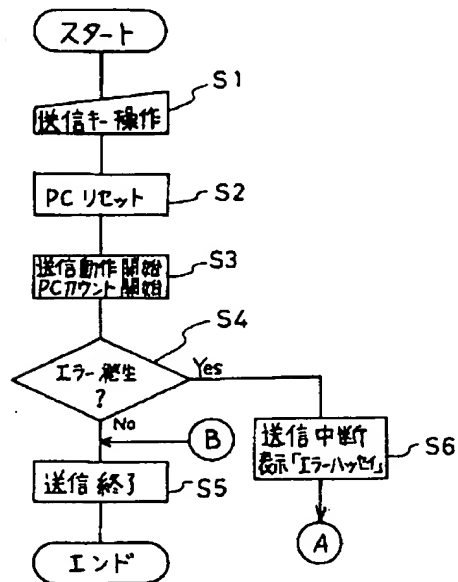 スタート
S1
送信キー操作
PCリセット
S2
送信動作開始
PCカウント開始
S3
S4
エラー発生
?
Yes
No
B
送信中断
表示「エラーハッセイ」
S6
送信終了
S5
A
エンド